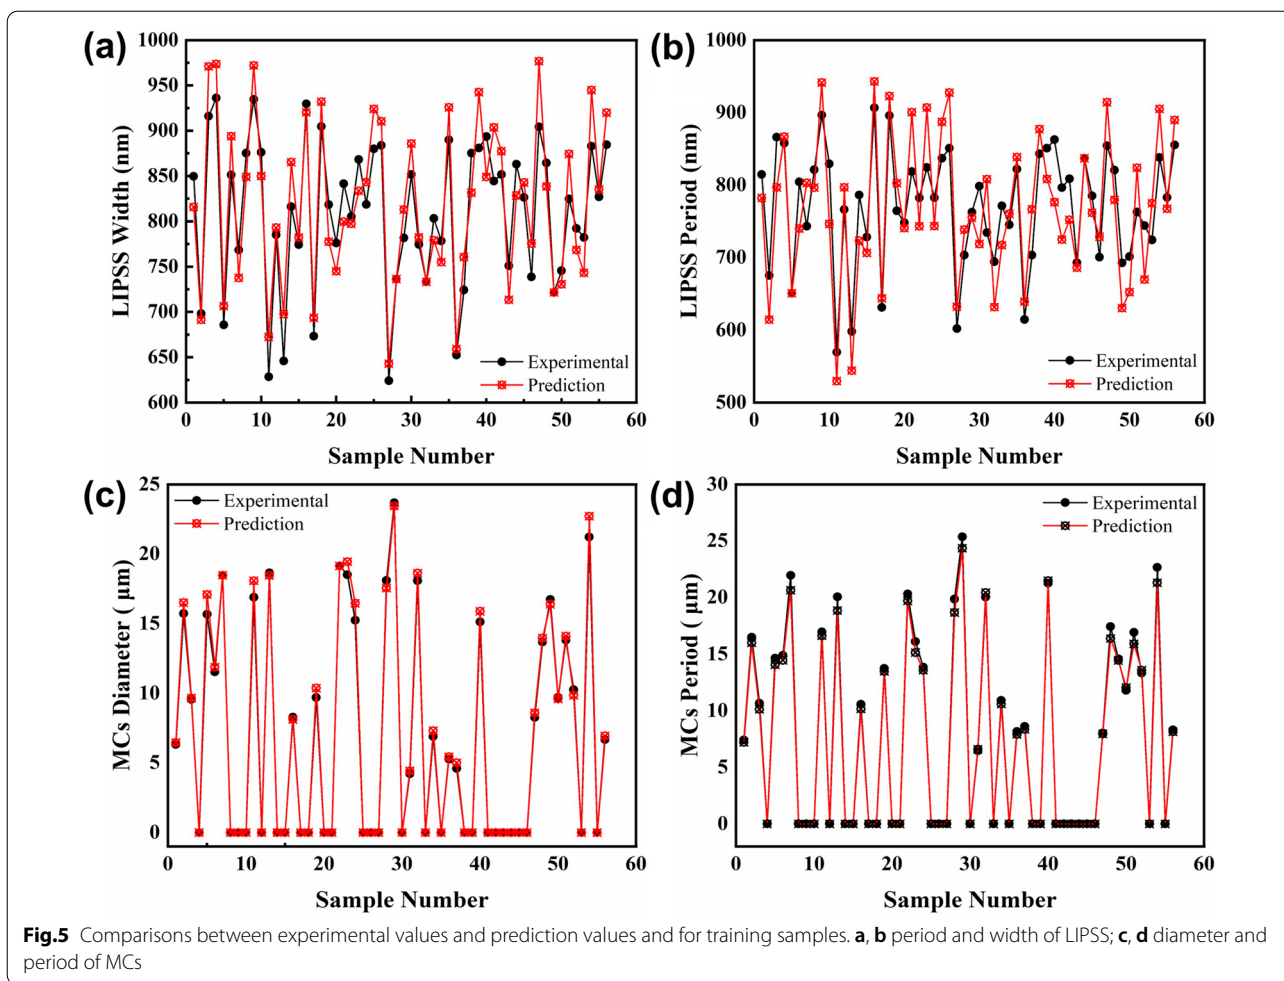 (a)
1000
950
900
850
800
750
700
650
600
LIPSS Width (nm)
Experimental
Prediction
0 10 20 30 40 50 60
Sample Number
(b)
1000
900
800
700
600
500
LIPSS Period (nm)
Experimental
Prediction
0 10 20 30 40 50 60
Sample Number
(c)
25
20
15
10
5
0
MCs Diameter ( μm)
Experimental
Prediction
0 10 20 30 40 50 60
Sample Number
(d)
30
25
20
15
10
5
0
MCs Period ( μm)
Experimental
Prediction
0 10 20 30 40 50 60
Sample Number
Fig.5 Comparisons between experimental values and prediction values and for training samples. a, b period and width of LIPSS; c, d diameter and
period of MCs